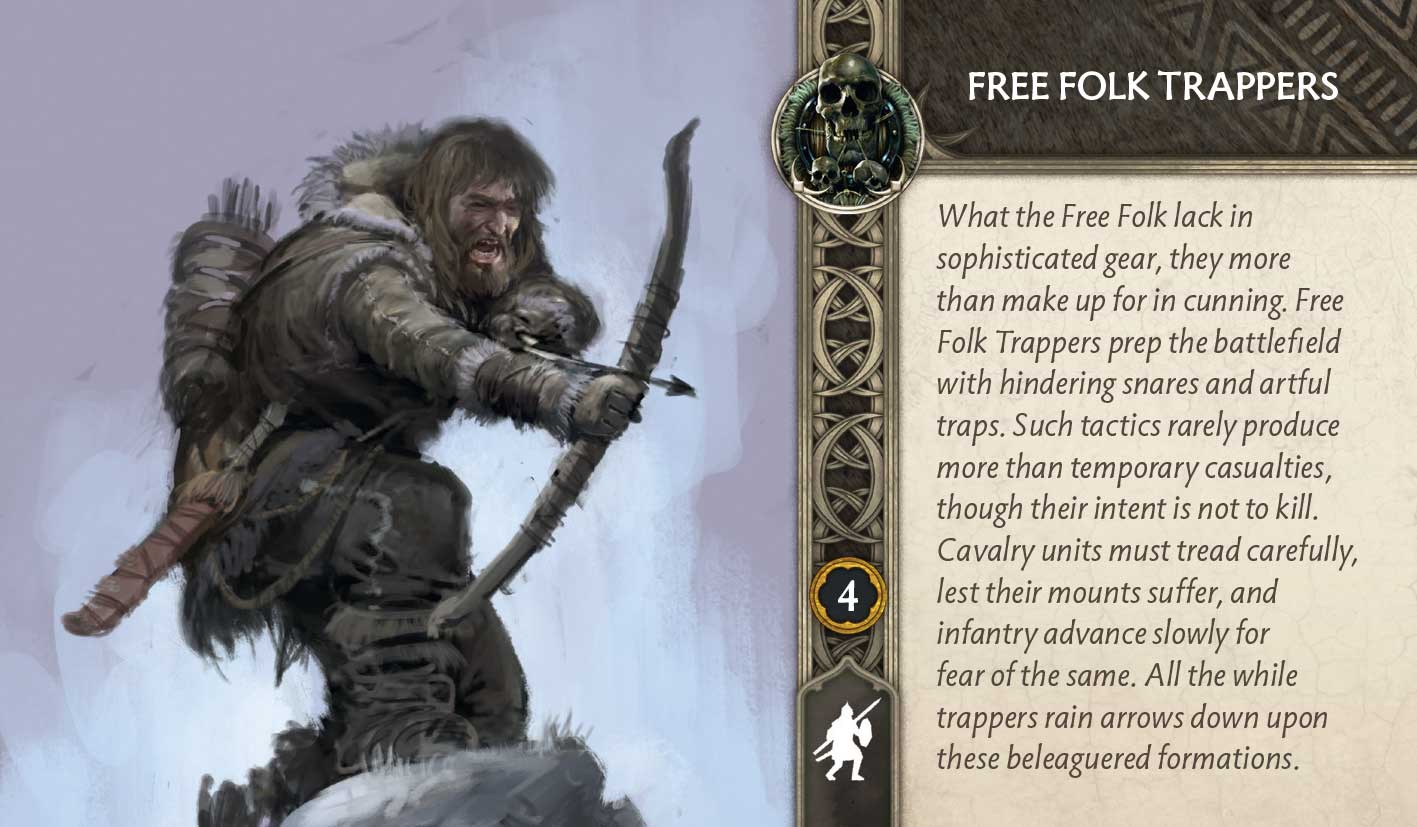 FREE FOLK TRAPPERS
What the Free Folk lack in
sophisticated gear, they more
than make up for in cunning. Free
Folk Trappers prep the battlefield
with hindering snares and artful
traps. Such tactics rarely produce
more than temporary casualties,
though their intent is not to kill.
Cavalry units must tread carefully,
lest their mounts suffer, and
infantry advance slowly for
fear of the same. All the while
trappers rain arrows down upon
these beleaguered formations.
4